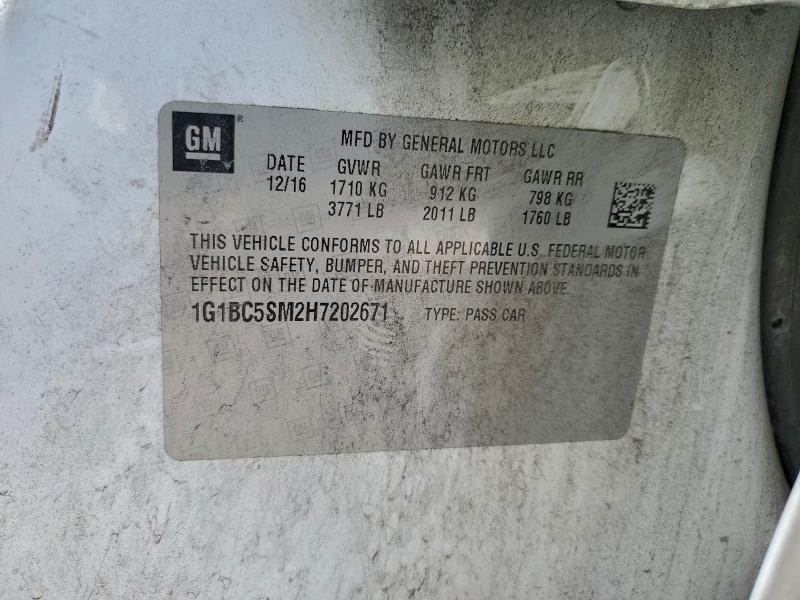 GM®
MFD BY GENERAL MOTORS LLC
DATE GVWR GAWR FRT GAWR RR
12/16 1710 KG 912 KG 798 KG
3771 LB 2011 LB 1760 LB
THIS VEHICLE CONFORMS TO ALL APPLICABLE U.S. FEDERAL MOTOR
VEHICLE SAFETY, BUMPER, AND THEFT PREVENTION STANDARDS IN
EFFECT ON THE DATE OF MANUFACTURE SHOWN ABOVE.
1G1BC5SM2H7202671 TYPE: PASS CAR